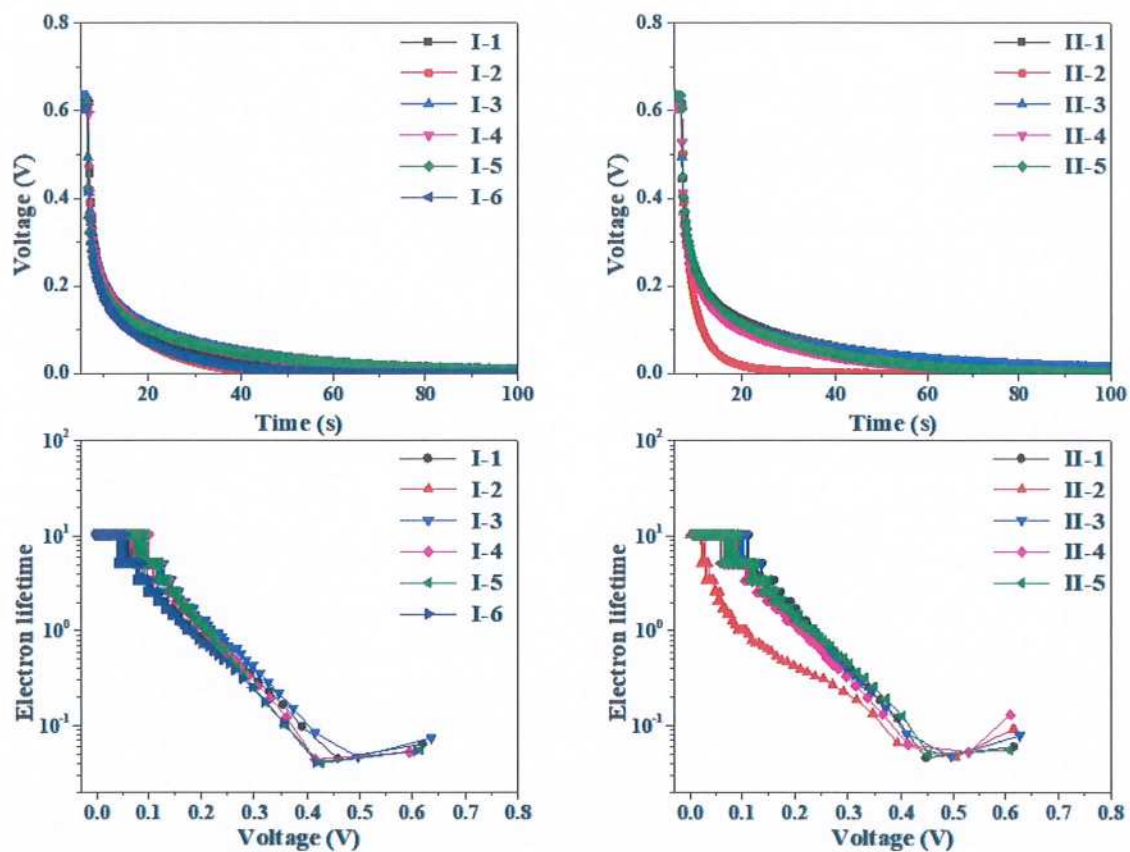 0.8
0.6
0.4
0.2
0.0
Voltage (V)
20 40 60 80 100
Time (s)
I-1
I-2
I-3
I-4
I-5
I-6
0.8
0.6
0.4
0.2
0.0
Voltage (V)
20 40 60 80 100
Time (s)
II-1
II-2
II-3
II-4
II-5
10²
10¹
10⁰
10⁻¹
Electron lifetime
0.0 0.1 0.2 0.3 0.4 0.5 0.6 0.7 0.8
Voltage (V)
I-1
I-2
I-3
I-4
I-5
I-6
10²
10¹
10⁰
10⁻¹
Electron lifetime
0.0 0.1 0.2 0.3 0.4 0.5 0.6 0.7 0.8
Voltage (V)
II-1
II-2
II-3
II-4
II-5